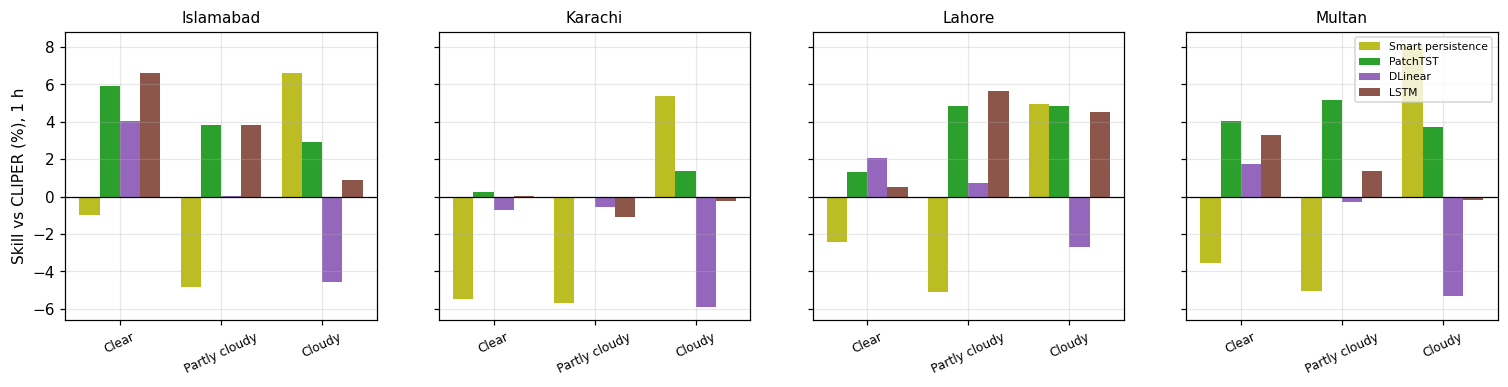 Islamabad
Karachi
Lahore
Multan
Skill vs CLIPER (%), 1 h
8
6
4
2
0
−2
−4
−6
Smart persistence
PatchTST
DLinear
LSTM
Clear
Partly cloudy
Cloudy
Clear
Partly cloudy
Cloudy
Clear
Partly cloudy
Cloudy
Clear
Partly cloudy
Cloudy